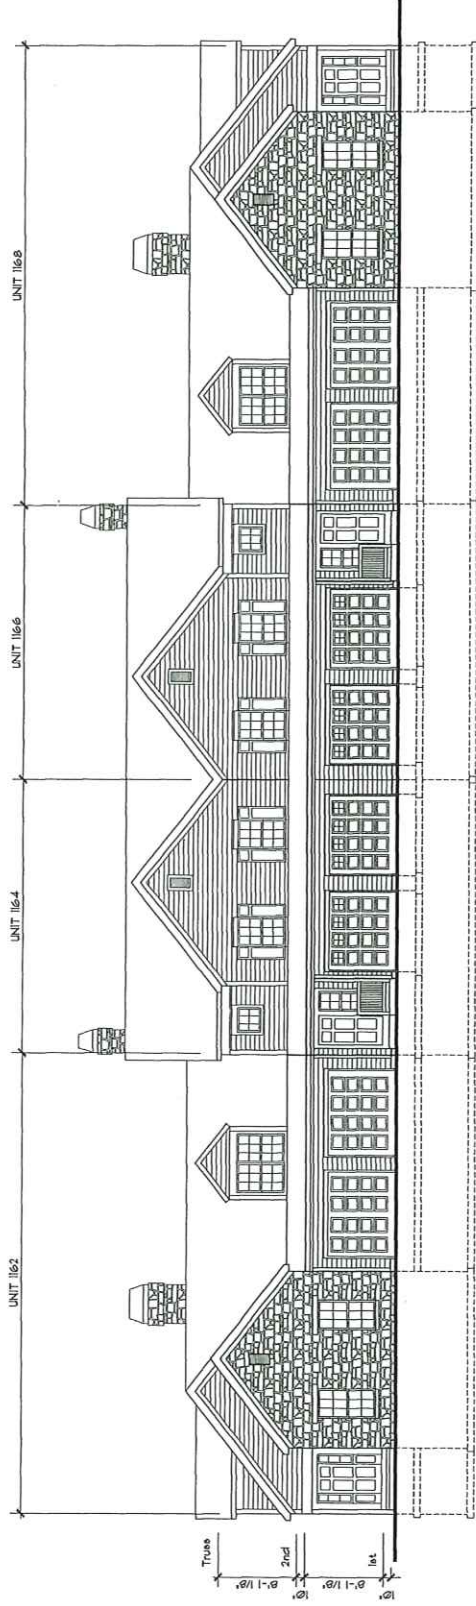 UNIT 1162
UNIT 1164
UNIT 1166
UNIT 1168
Truss
8'-1 1/8"
2nd
10"
8'-1 1/8"
1st
10"